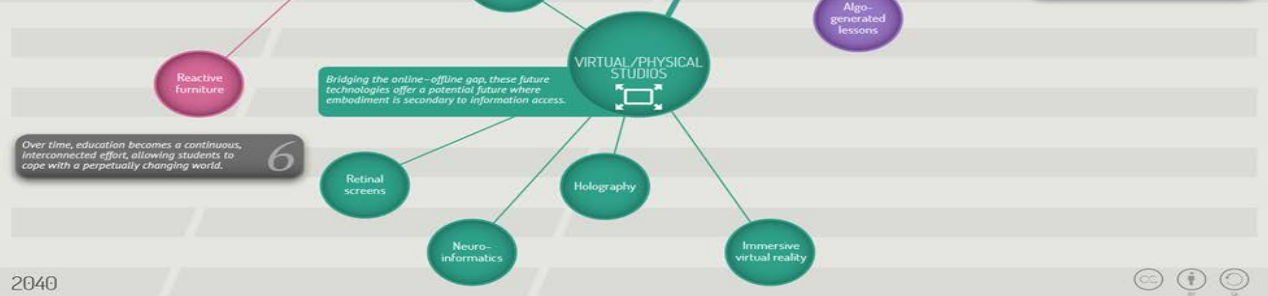 Algo-
generated
lessons
VIRTUAL/PHYSICAL
STUDIOS
Reactive
furniture
Bridging the online-offline gap, these future
technologies offer a potential future where
embodiment is secondary to information access.
Over time, education becomes a continuous,
interconnected effort, allowing students to
cope with a perpetually changing world.
6
Retinal
screens
Holography
Neuro-
informatics
Immersive
virtual reality
2040